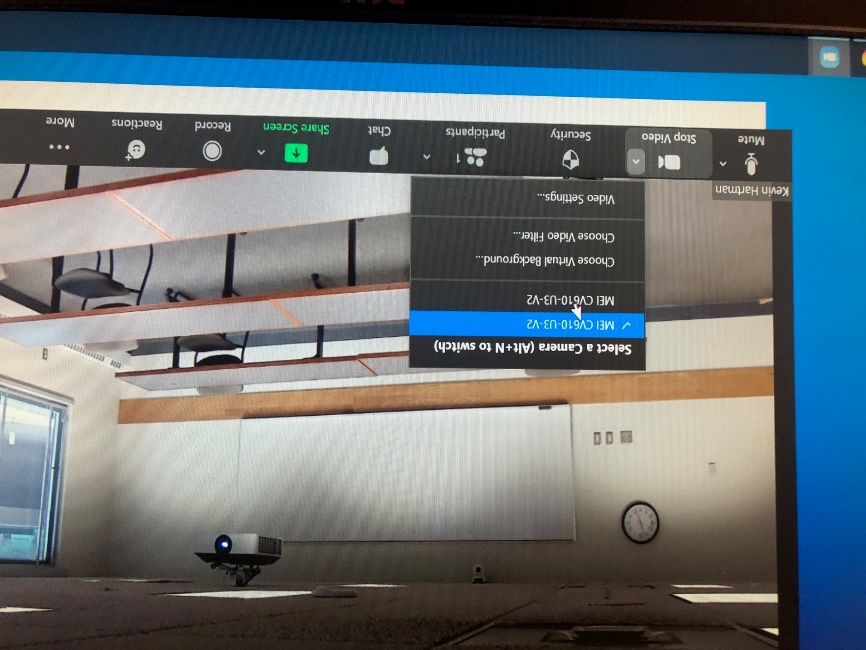 Kevin Hartman
Mute
Stop Video
Security
Participants
1
Chat
Share Screen
Record
Reactions
More
Select a Camera (Alt+N to switch)
MEI CV610-U3-V2
MEI CV610-U3-V2
Choose Virtual Background...
Choose Video Filter...
Video Settings...